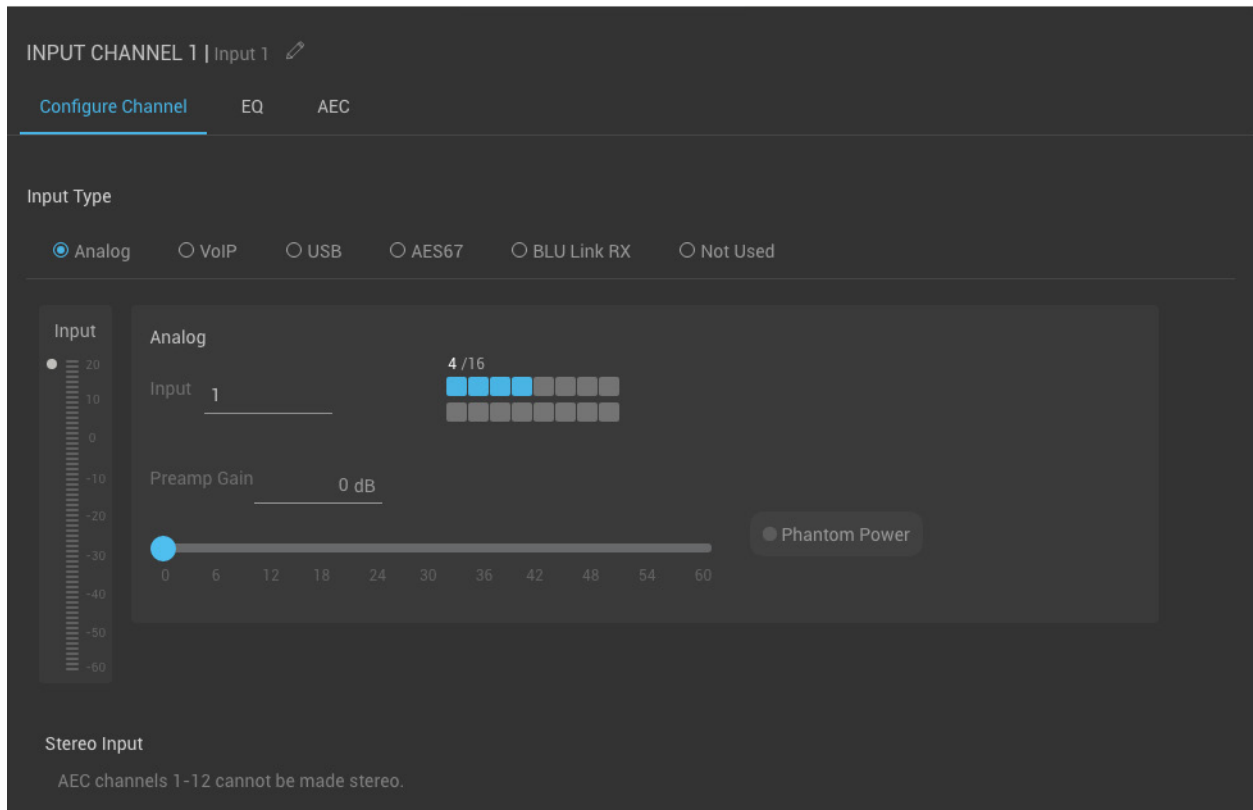 INPUT CHANNEL 1 | Input 1
Configure Channel EQ AEC
Input Type
Analog VoIP USB AES67 BLU Link RX Not Used
Input
20
10
0
-10
-20
-30
-40
-50
-60
Analog
4 /16
Input 1
Preamp Gain 0 dB
Phantom Power
0 6 12 18 24 30 36 42 48 54 60
Stereo Input
AEC channels 1-12 cannot be made stereo.